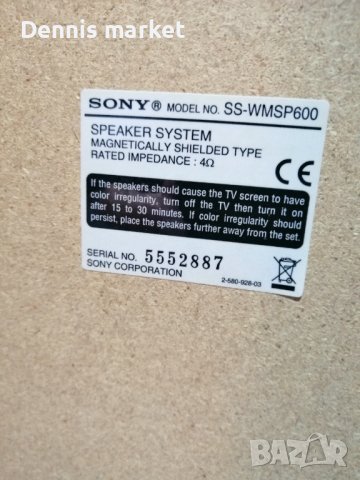 Dennis market
SONY® MODEL NO. SS-WMSP600
SPEAKER SYSTEM
MAGNETICALLY SHIELDED TYPE
RATED IMPEDANCE : 4Ω
CE
If the speakers should cause the TV screen to have
color irregularity, turn off the TV then turn it on
after 15 to 30 minutes. If color irregularity should
persist, place the speakers further away from the set.
SERIAL NO. 5552887
SONY CORPORATION
2-580-928-03
BAZAR